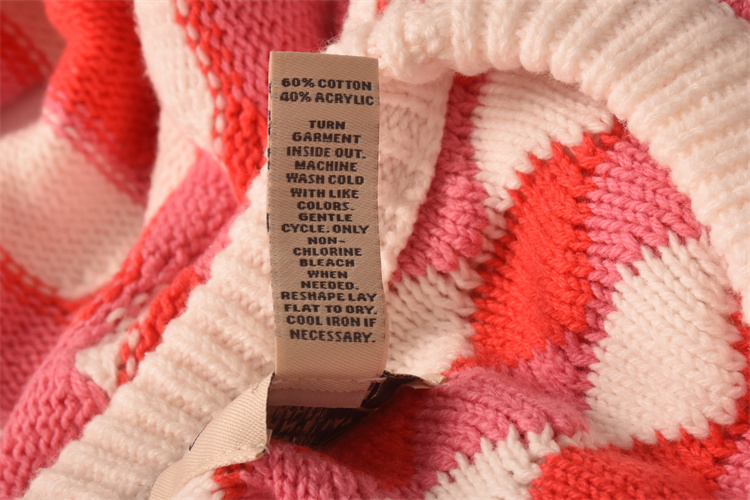 60% COTTON
40% ACRYLIC
TURN
GARMENT
INSIDE OUT.
MACHINE
WASH COLD
WITH LIKE
COLORS.
GENTLE
CYCLE. ONLY
NON-
CHLORINE
BLEACH
WHEN
NEEDED.
RESHAPE LAY
FLAT TO DRY.
COOL IRON IF
NECESSARY.